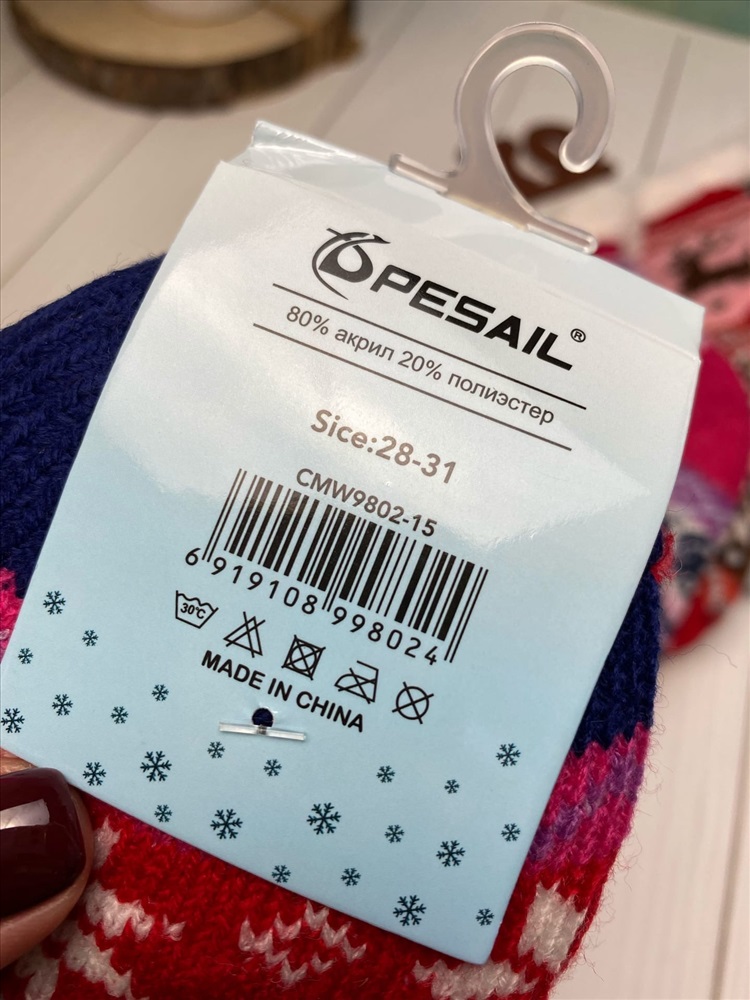 PESAIL®
80% акрил 20% полиэстер
Sice:28-31
CMW9802-15
6 919108 998024
30°C
MADE IN CHINA